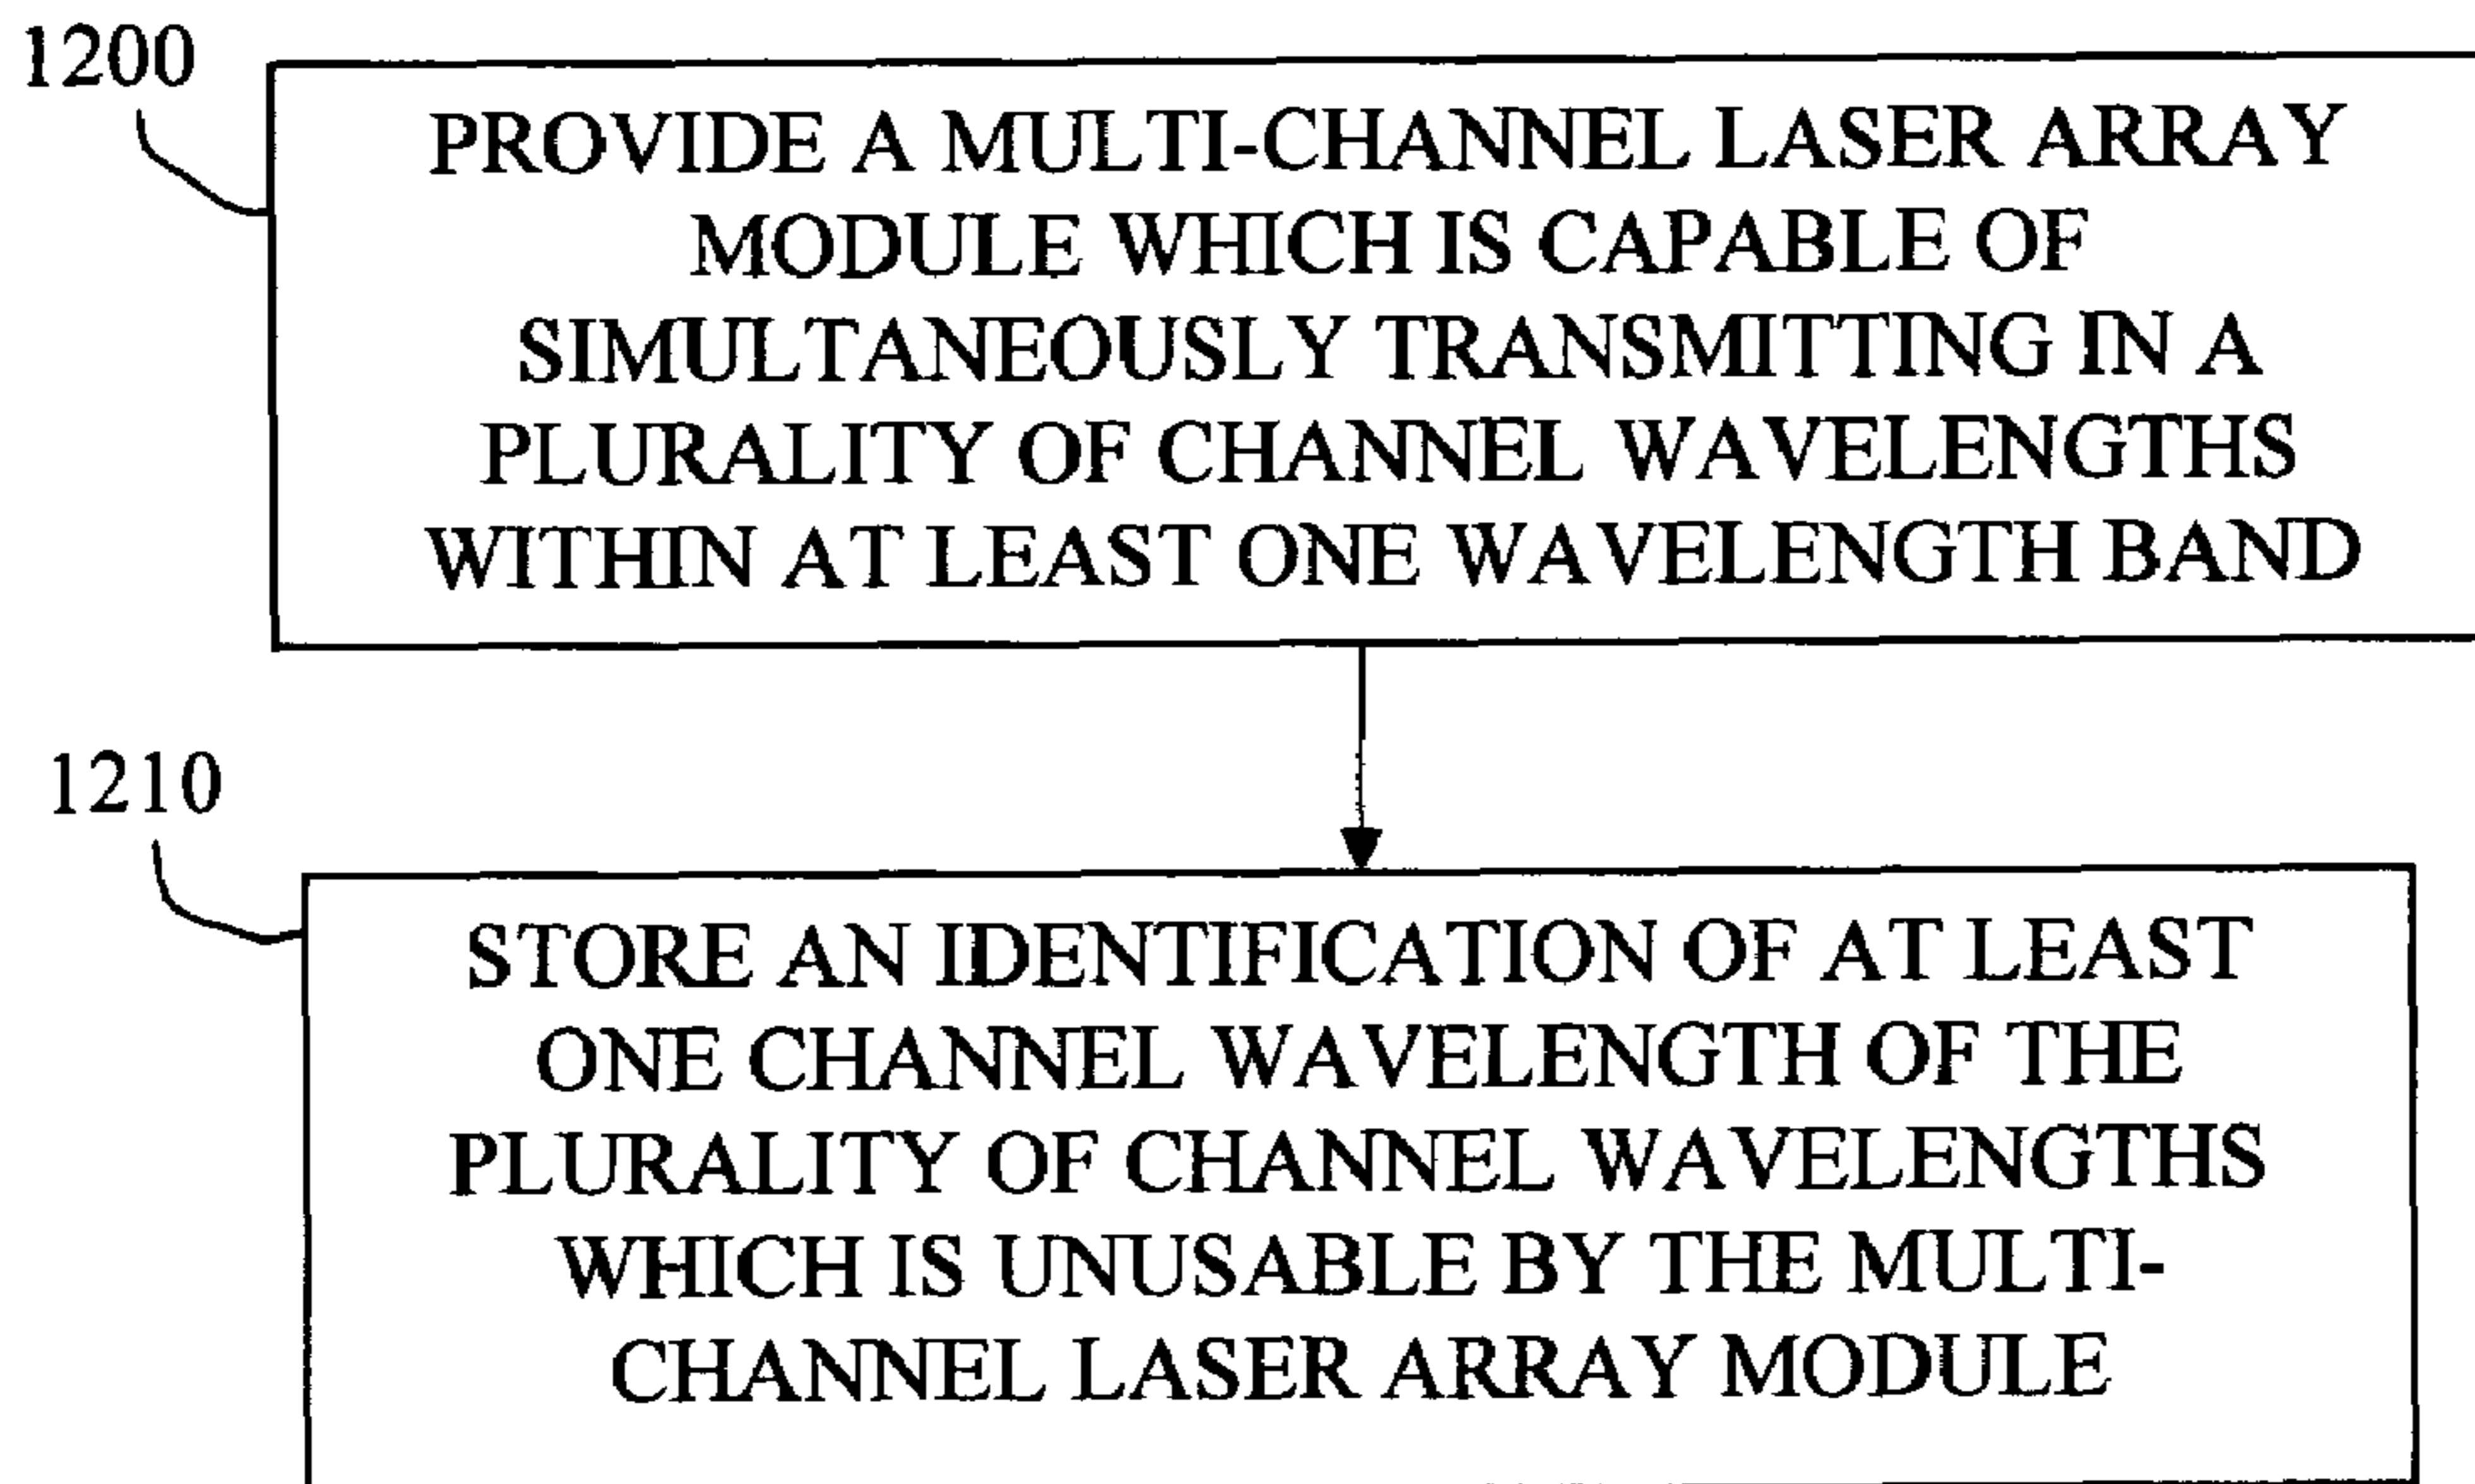 1200
PROVIDE A MULTI-CHANNEL LASER ARRAY
MODULE WHICH IS CAPABLE OF
SIMULTANEOUSLY TRANSMITTING IN A
PLURALITY OF CHANNEL WAVELENGTHS
WITHIN AT LEAST ONE WAVELENGTH BAND
1210
STORE AN IDENTIFICATION OF AT LEAST
ONE CHANNEL WAVELENGTH OF THE
PLURALITY OF CHANNEL WAVELENGTHS
WHICH IS UNUSABLE BY THE MULTI-
CHANNEL LASER ARRAY MODULE